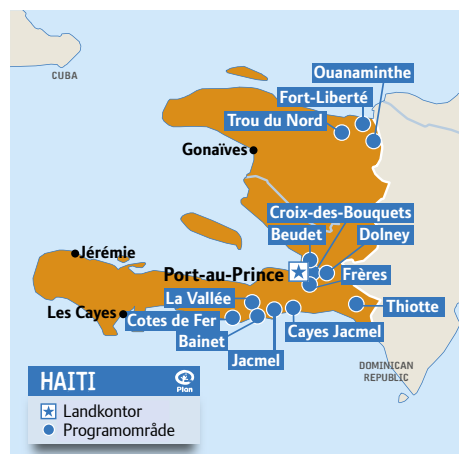 CUBA
Ouanaminthe
Fort-Liberté
Trou du Nord
Gonaïves
Croix-des-Bouquets
Beudet
Dolney
Jérémie
Port-au-Prince
Frères
La Vallée
Thiotte
Les Cayes
Cotes de Fer
Cayes Jacmel
Bainet
Jacmel
DOMINICAN
REPUBLIC
HAITI
Plan
Landkontor
Programområde